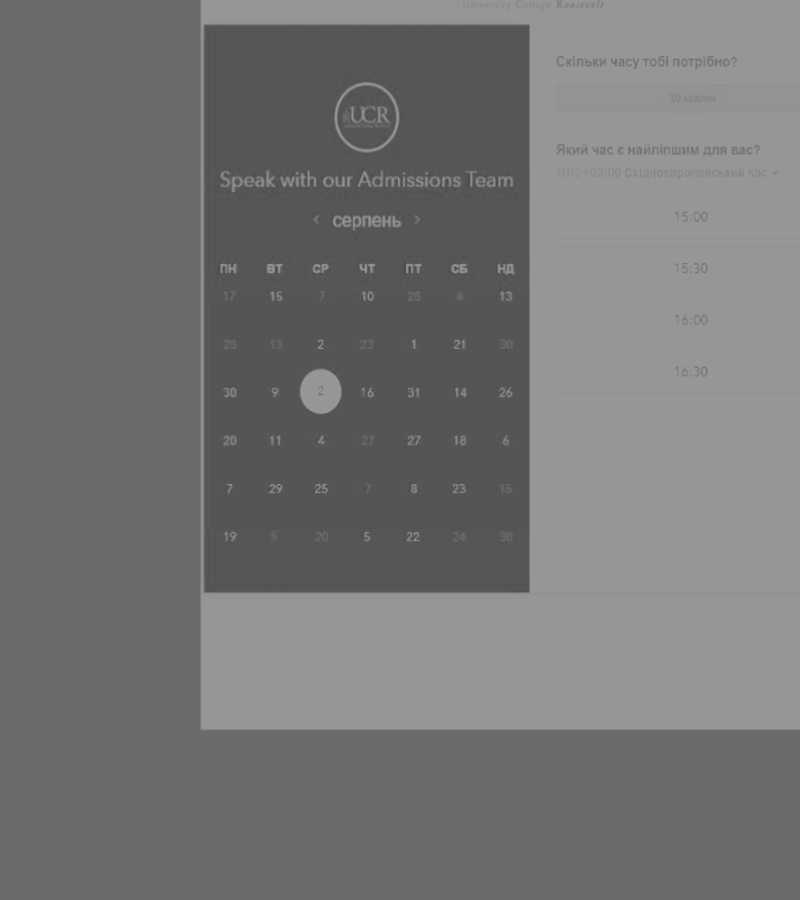 University College Roosevelt
UCR
Speak with our Admissions Team
‹ серпень ›
ПН ВТ СР ЧТ ПТ СБ НД
17 15 7 10 28 4 13
28 13 2 23 1 21 30
30 9 2 16 31 14 26
20 11 4 27 27 18 6
7 29 25 7 8 23 15
19 5 20 5 22 24 30
Скільки часу тобі потрібно?
30 хвилин
Який час є найліпшим для вас?
UTC +03:00 Східноєвропейський час
15:00
15:30
16:00
16:30